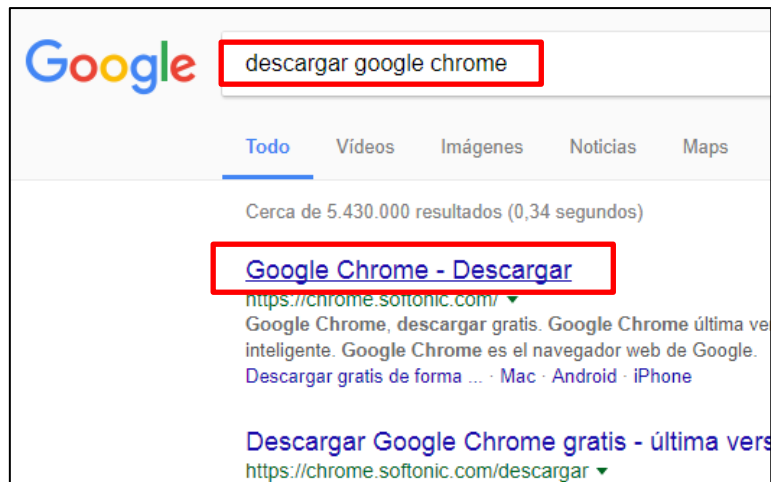 Google descargar google chrome
Todo Vídeos Imágenes Noticias Maps
Cerca de 5.430.000 resultados (0,34 segundos)
Google Chrome - Descargar
https://chrome.softonic.com/
Google Chrome, descargar gratis. Google Chrome última ve
inteligente. Google Chrome es el navegador web de Google.
Descargar gratis de forma ... · Mac · Android · iPhone
Descargar Google Chrome gratis - última vers
https://chrome.softonic.com/descargar